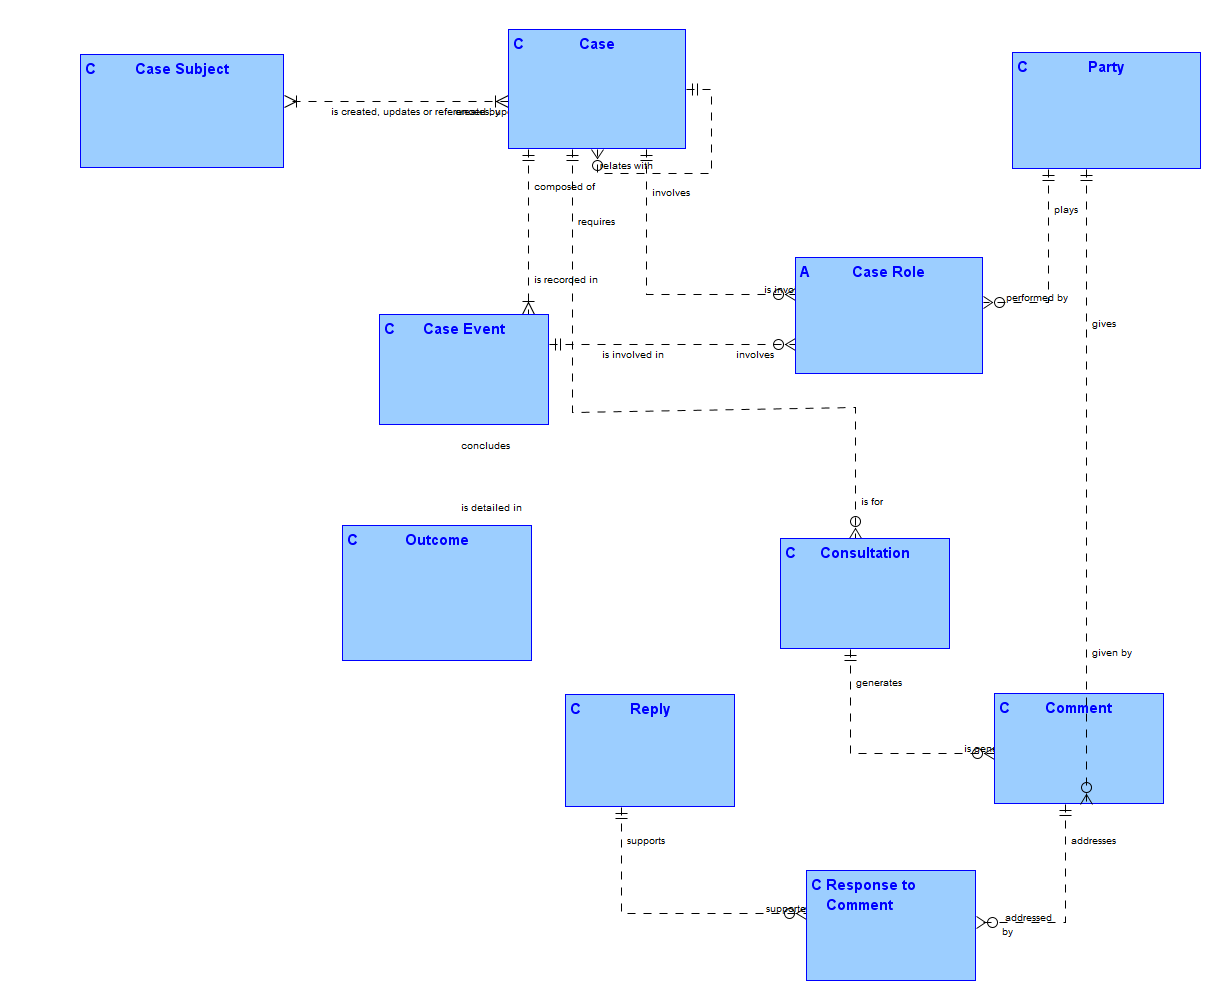 C Case
C Case Subject
C Party
is created, updates or references by
relates with
composed of
involves
plays
requires
A Case Role
is recorded in
performed by
C Case Event
gives
is involved in
involves
concludes
is for
is detailed in
C Outcome
C Consultation
given by
generates
C Reply
C Comment
supports
addresses
C Response to
Comment
addressed
by